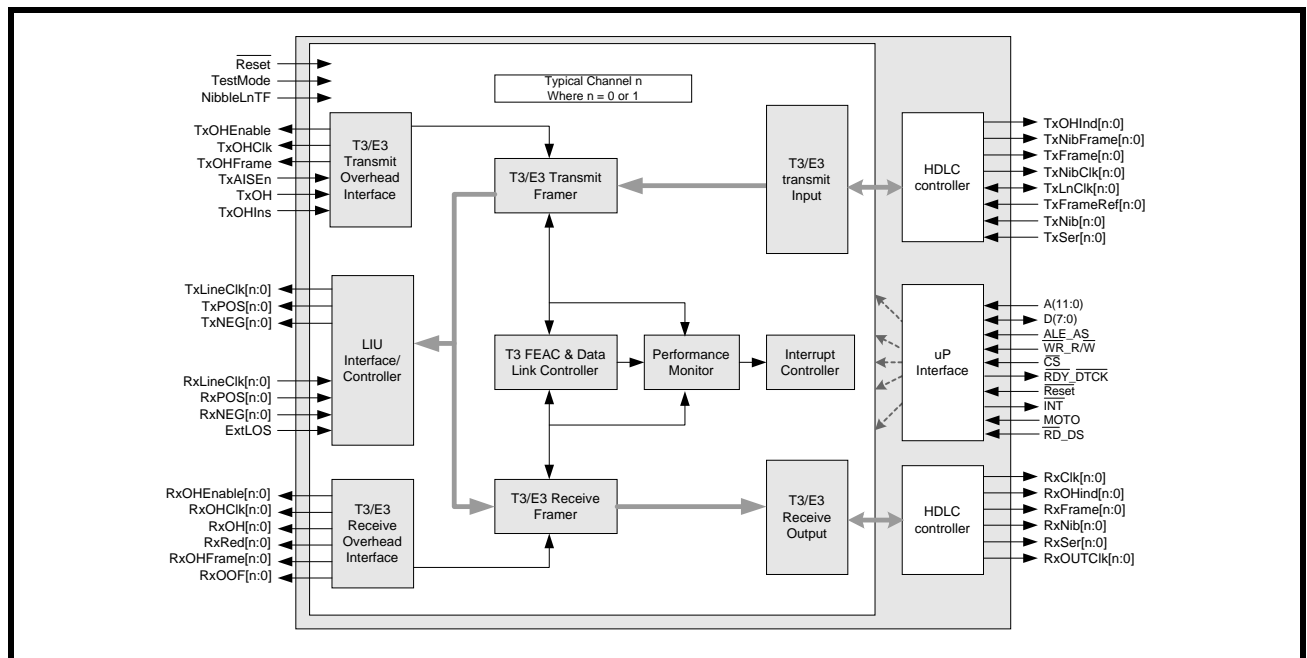 Reset
TestMode
NibbleLnTF
Typical Channel n
Where n = 0 or 1
TxOHEnable
TxOHClk
TxOHFrame
TxAISEn
TxOH
TxOHIns
T3/E3
Transmit
Overhead
Interface
T3/E3 Transmit
Framer
T3/E3
transmit
Input
HDLC
controller
TxOHInd[n:0]
TxNibFrame[n:0]
TxFrame[n:0]
TxNibClk[n:0]
TxLnClk[n:0]
TxFrameRef[n:0]
TxNib[n:0]
TxSer[n:0]
TxLineClk[n:0]
TxPOS[n:0]
TxNEG[n:0]
RxLineClk[n:0]
RxPOS[n:0]
RxNEG[n:0]
ExtLOS
LIU
Interface/
Controller
T3 FEAC & Data
Link Controller
Performance
Monitor
Interrupt
Controller
uP
Interface
A(11:0)
D(7:0)
ALE_AS
WR_R/W
CS
RDY_DTCK
Reset
INT
MOTO
RD_DS
RxOHEnable[n:0]
RxOHClk[n:0]
RxOH[n:0]
RxRed[n:0]
RxOHFrame[n:0]
RxOOF[n:0]
T3/E3
Receive
Overhead
Interface
T3/E3 Receive
Framer
T3/E3
Receive
Output
HDLC
controller
RxClk[n:0]
RxOHind[n:0]
RxFrame[n:0]
RxNib[n:0]
RxSer[n:0]
RxOUTClk[n:0]